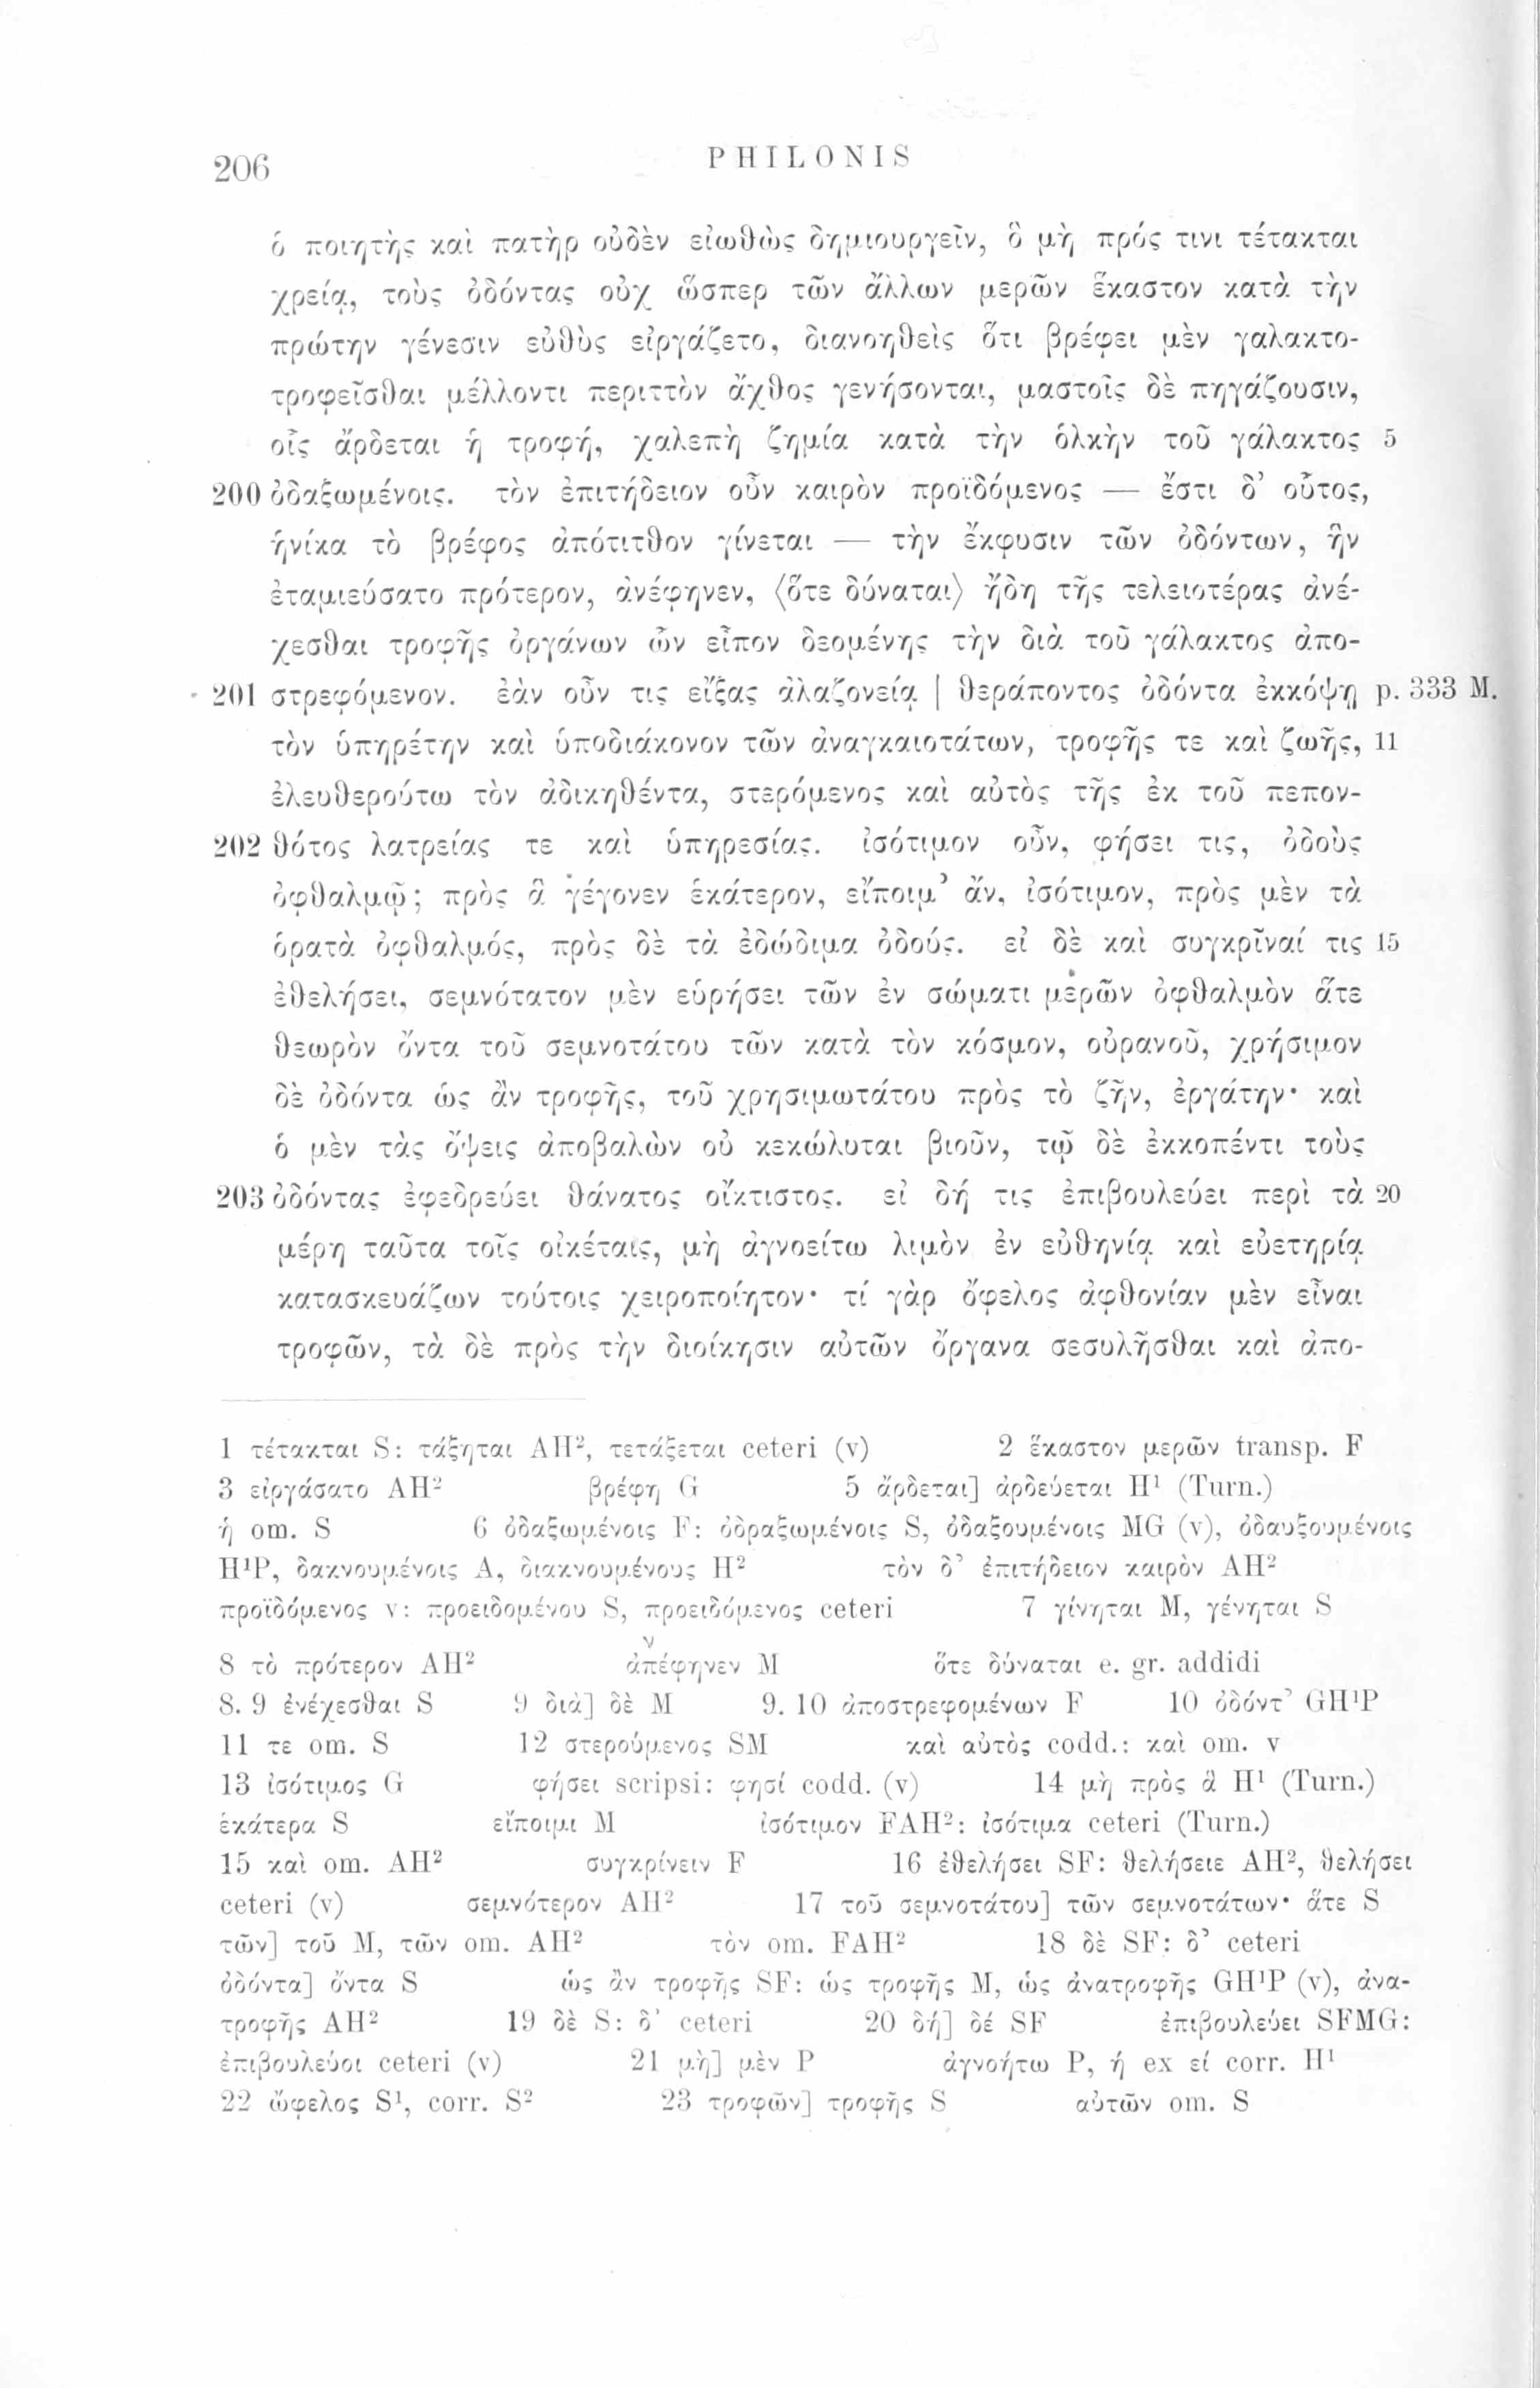 206
PHILONIS
ὁ ποιητὴς καὶ πατὴρ οὐδὲν εἰωθὼς δημιουργεῖν, ὃ μὴ πρός τινι τέτακται
χρείᾳ, τοὺς ὀδόντας οὐχ ὥσπερ τῶν ἄλλων μερῶν ἕκαστον κατὰ τὴν
πρώτην γένεσιν εὐθὺς εἰργάζετο, διανοηθεὶς ὅτι βρέφει μὲν γαλακτο-
τροφεῖσθαι μέλλοντι περιττὸν ἄχθος γενήσονται, μαστοῖς δὲ πηγάζουσιν,
οἷς ἄρδεται ἡ τροφή, χαλεπὴ ζημία κατὰ τὴν ὁλκὴν τοῦ γάλακτος 5
200 ὀδαξωμένοις. τὸν ἐπιτήδειον οὖν καιρὸν προϊδόμενος — ἔστι δ’ οὗτος,
ἡνίκα τὸ βρέφος ἀπότιτθον γίνεται — τὴν ἔκφυσιν τῶν ὀδόντων, ἣν
ἐταμιεύσατο πρότερον, ἀνέφηνεν, ⟨ὅτε δύναται⟩ ἤδη τῆς τελειοτέρας ἀνέ-
χεσθαι τροφῆς ὀργάνων ὧν εἶπον δεομένης τὴν διὰ τοῦ γάλακτος ἀπο-
201 στρεφόμενον. ἐὰν οὖν τις εἴξας ἀλαζονείᾳ | θεράποντος ὀδόντα ἐκκόψῃ p. 333 M.
τὸν ὑπηρέτην καὶ ὑποδιάκονον τῶν ἀναγκαιοτάτων, τροφῆς τε καὶ ζωῆς, 11
ἐλευθερούτω τὸν ἀδικηθέντα, στερόμενος καὶ αὐτὸς τῆς ἐκ τοῦ πεπον-
202 θότος λατρείας τε καὶ ὑπηρεσίας. ἰσότιμον οὖν, φήσει τις, ὀδοὺς
ὀφθαλμῷ; πρὸς ἃ γέγονεν ἑκάτερον, εἴποιμ’ ἄν, ἰσότιμον, πρὸς μὲν τὰ
ὁρατὰ ὀφθαλμός, πρὸς δὲ τὰ ἐδώδιμα ὀδούς. εἰ δὲ καὶ συγκρῖναί τις 15
ἐθελήσει, σεμνότατον μὲν εὑρήσει τῶν ἐν σώματι μερῶν ὀφθαλμὸν ἅτε
θεωρὸν ὄντα τοῦ σεμνοτάτου τῶν κατὰ τὸν κόσμον, οὐρανοῦ, χρήσιμον
δὲ ὀδόντα ὡς ἂν τροφῆς, τοῦ χρησιμωτάτου πρὸς τὸ ζῆν, ἐργάτην· καὶ
ὁ μὲν τὰς ὄψεις ἀποβαλὼν οὐ κεκώλυται βιοῦν, τῷ δὲ ἐκκοπέντι τοὺς
203 ὀδόντας ἐφεδρεύει θάνατος οἴκτιστος. εἰ δή τις ἐπιβουλεύει περὶ τὰ 20
μέρη ταῦτα τοῖς οἰκέταις, μὴ ἀγνοείτω λιμὸν ἐν εὐθηνίᾳ καὶ εὐετηρίᾳ
κατασκευάζων τούτοις χειροποίητον· τί γὰρ ὄφελος ἀφθονίαν μὲν εἶναι
τροφῶν, τὰ δὲ πρὸς τὴν διοίκησιν αὐτῶν ὄργανα σεσυλῆσθαι καὶ ἀπο-
1 τέτακται S: τάξηται AH², τετάξεται ceteri (v) 2 ἕκαστον μερῶν transp. F
3 εἰργάσατο AH² βρέφη G 5 ἄρδεται] ἀρδεύεται H¹ (Turn.)
ἡ om. S 6 ὀδαξωμένοις F: ὀδραξωμένοις S, ὀδαξουμένοις MG (v), ὀδαυξουμένοις
H¹P, δακνουμένοις A, διακνουμένους H² τὸν δ’ ἐπιτήδειον καιρὸν AH²
προϊδόμενος v: προειδομένου S, προειδόμενος ceteri 7 γίνηται M, γένηται S
8 τὸ πρότερον AH² ἀπέφηνεν M ὅτε δύναται e. gr. addidi
8. 9 ἐνέχεσθαι S 9 διὰ] δὲ M 9. 10 ἀποστρεφομένων F 10 ὀδόντ’ GH¹P
11 τε om. S 12 στερούμενος SM καὶ αὐτὸς codd.: καὶ om. v
13 ἰσότιμος G φήσει scripsi: φησί codd. (v) 14 μὴ πρὸς ἃ H¹ (Turn.)
ἑκάτερα S εἴποιμι M ἰσότιμον FAH²: ἰσότιμα ceteri (Turn.)
15 καὶ om. AH² συγκρίνειν F 16 ἐθελήσει SF: θελήσειε AH², θελήσει
ceteri (v) σεμνότερον AH² 17 τοῦ σεμνοτάτου] τῶν σεμνοτάτων· ἅτε S
τῶν] τοῦ M, τῶν om. AH² τὸν om. FAH² 18 δὲ SF: δ’ ceteri
ὀδόντα] ὄντα S ὡς ἂν τροφῆς SF: ὡς τροφῆς M, ὡς ἀνατροφῆς GH¹P (v), ἀνα-
τροφῆς AH² 19 δὲ S: δ’ ceteri 20 δή] δέ SF ἐπιβουλεύει SFMG:
ἐπιβουλεύοι ceteri (v) 21 μὴ] μὲν P ἀγνοήτω P, ή ex εί corr. H¹
22 ὤφελος S¹, corr. S² 23 τροφῶν] τροφῆς S αὐτῶν om. S